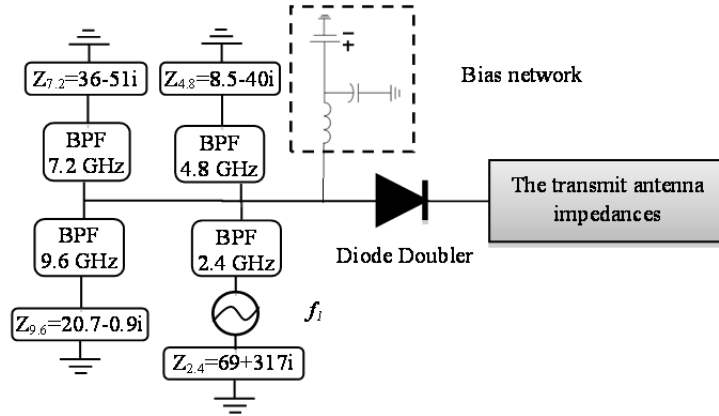 Z7.2=36-51i
Z4.8=8.5-40i
− +
Bias network
BPF
7.2 GHz
BPF
4.8 GHz
BPF
9.6 GHz
BPF
2.4 GHz
Diode Doubler
The transmit antenna
impedances
Z9.6=20.7-0.9i
f1
Z2.4=69+317i